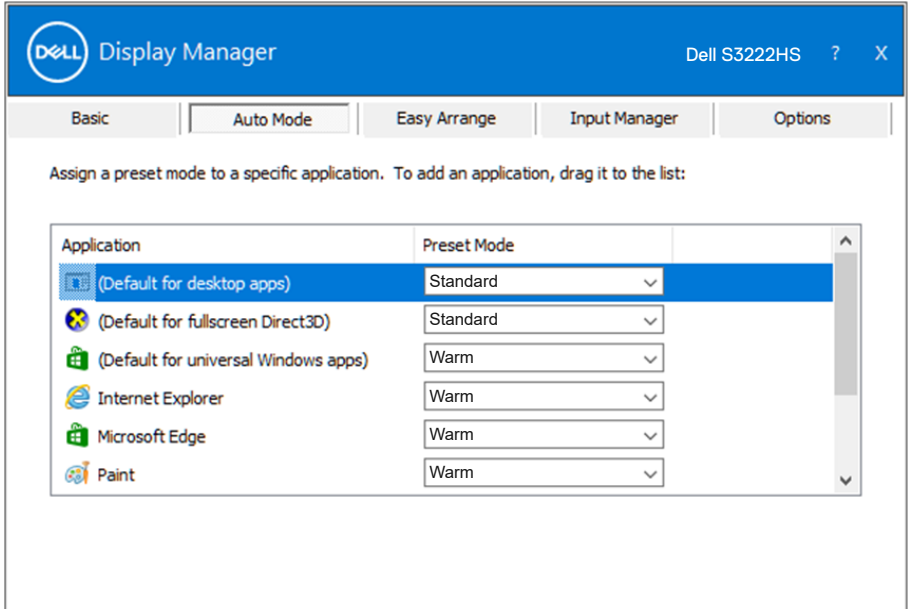 DELL Display Manager Dell S3222HS ? X
Basic Auto Mode Easy Arrange Input Manager Options
Assign a preset mode to a specific application. To add an application, drag it to the list:
Application Preset Mode
(Default for desktop apps) Standard
(Default for fullscreen Direct3D) Standard
(Default for universal Windows apps) Warm
Internet Explorer Warm
Microsoft Edge Warm
Paint Warm